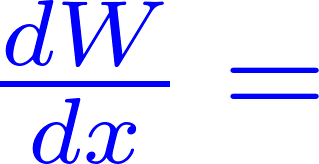 dW
dx =